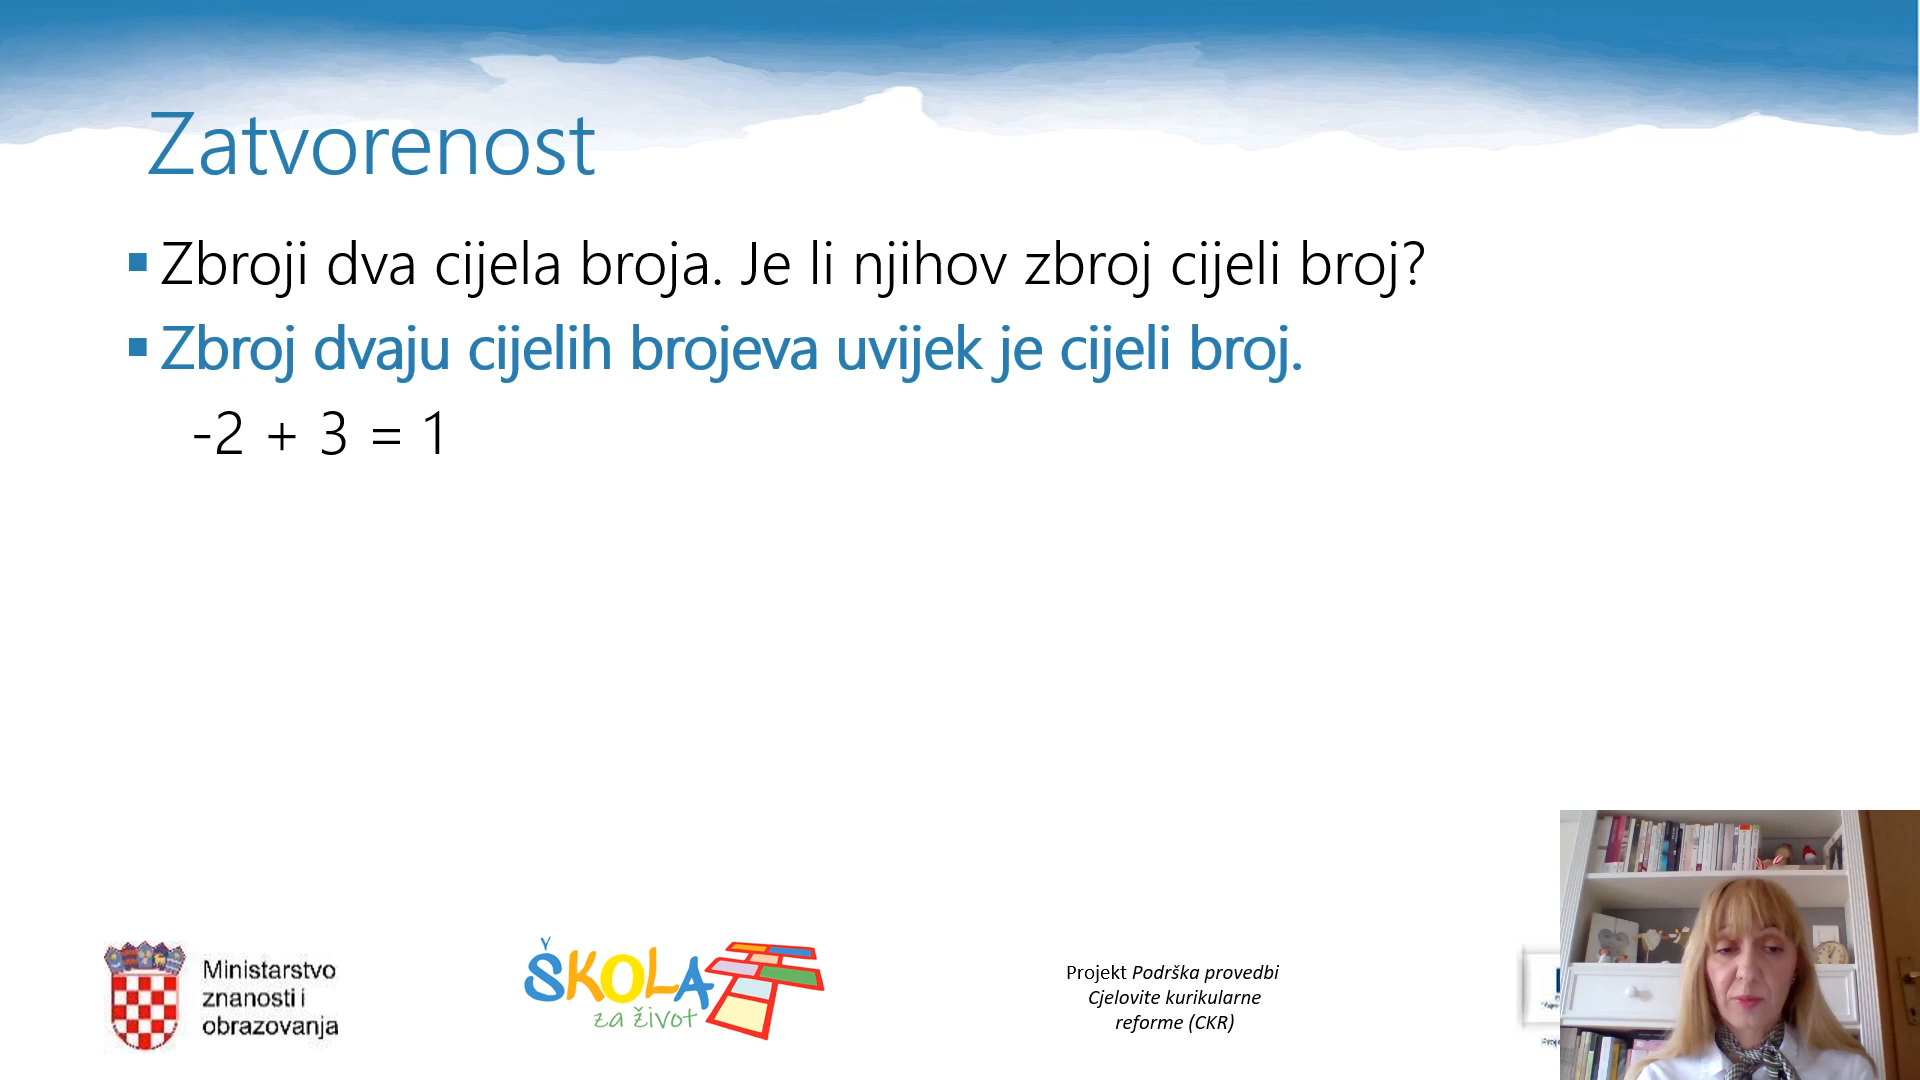 Zatvorenost
Zbroji dva cijela broja. Je li njihov zbroj cijeli broj?
Zbroj dvaju cijelih brojeva uvijek je cijeli broj.
-2 + 3 = 1
Ministarstvo
znanosti i
obrazovanja
ŠKOLA
za život
Projekt Podrška provedbi
Cjelovite kurikularne
reforme (CKR)